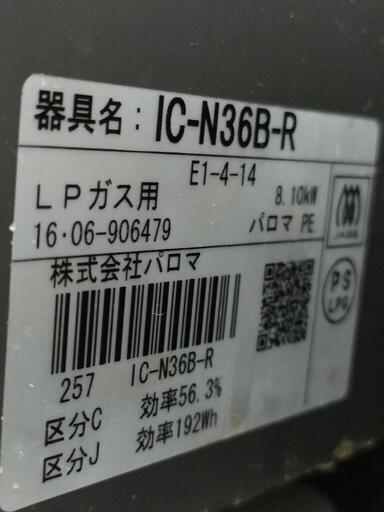 器具名：IC-N36B-R
E1-4-14
LPガス用 8.10kW
16・06-906479 パロマ PE
株式会社パロマ
257 IC-N36B-R
区分C 効率56.3%
区分J 効率192Wh
PS
LPG